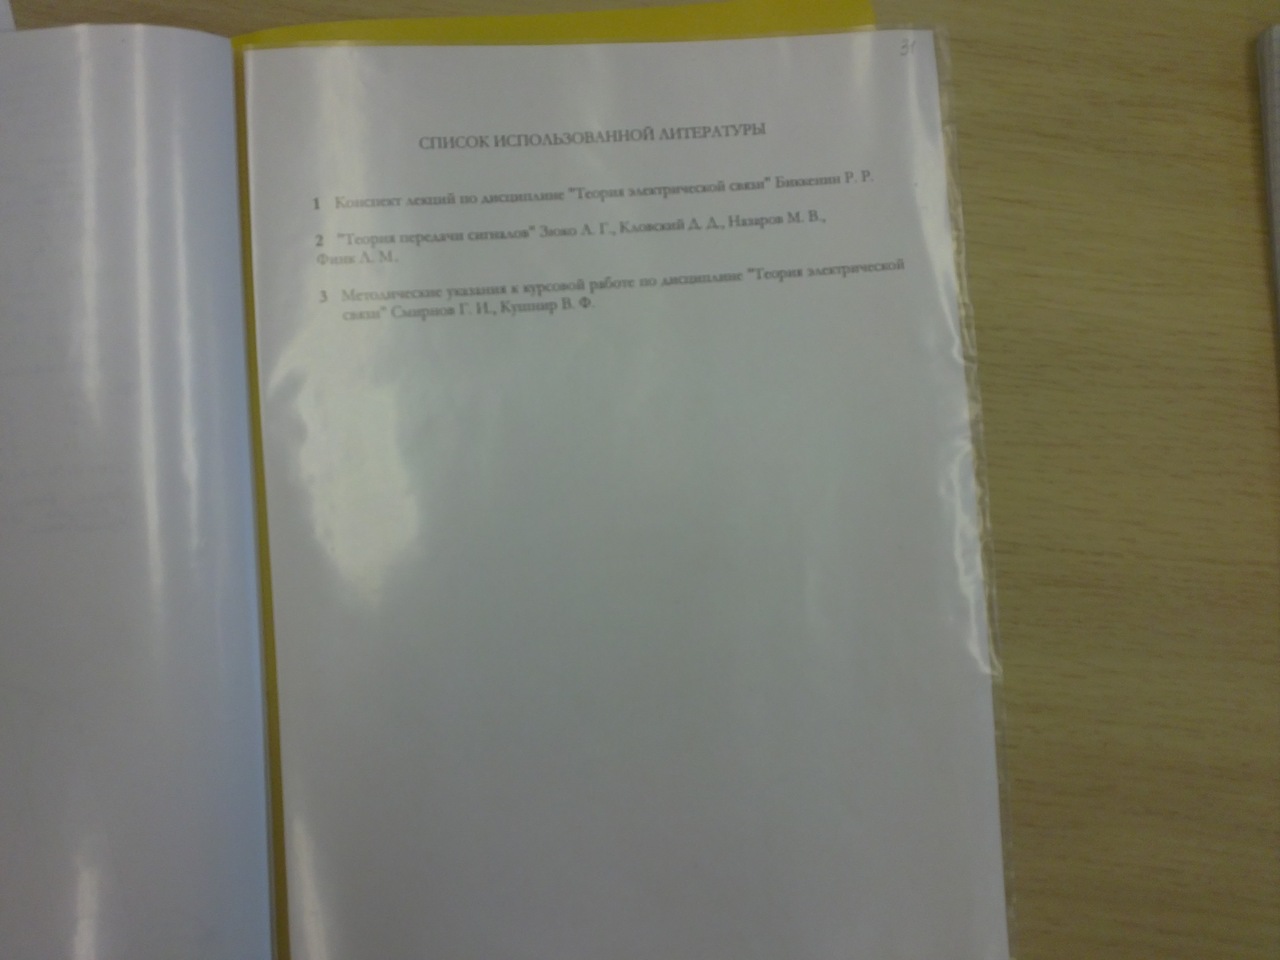 31
СПИСОК ИСПОЛЬЗОВАННОЙ ЛИТЕРАТУРЫ
1 Конспект лекций по дисциплине "Теория электрической связи" Биккенин Р. Р.
2 "Теория передачи сигналов" Зюко А. Г., Кловский Д. Д., Назаров М. В.,
Финк Л. М.
3 Методические указания к курсовой работе по дисциплине "Теория электрической
связи" Смирнов Г. И., Кушнир В. Ф.